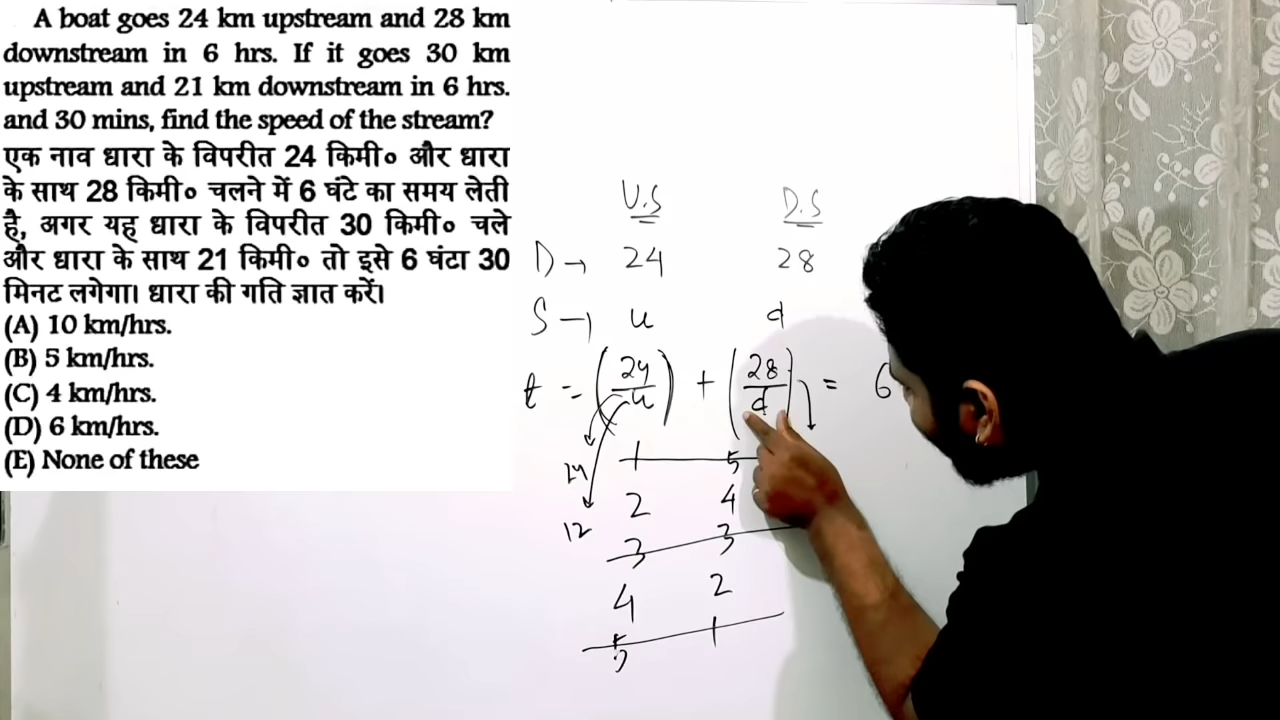 A boat goes 24 km upstream and 28 km
downstream in 6 hrs. If it goes 30 km
upstream and 21 km downstream in 6 hrs.
and 30 mins, find the speed of the stream?
एक नाव धारा के विपरीत 24 किमी० और धारा
के साथ 28 किमी० चलने में 6 घंटे का समय लेती
है, अगर यह धारा के विपरीत 30 किमी० चले
और धारा के साथ 21 किमी० तो इसे 6 घंटा 30
मिनट लगेगा। धारा की गति ज्ञात करें।
(A) 10 km/hrs.
(B) 5 km/hrs.
(C) 4 km/hrs.
(D) 6 km/hrs.
(E) None of these
U.S D.S
D → 24 28
S → u d
t = (24/u) + (28/d) = 6
1 5
24
2 4
12
3 3
4 2
5 1